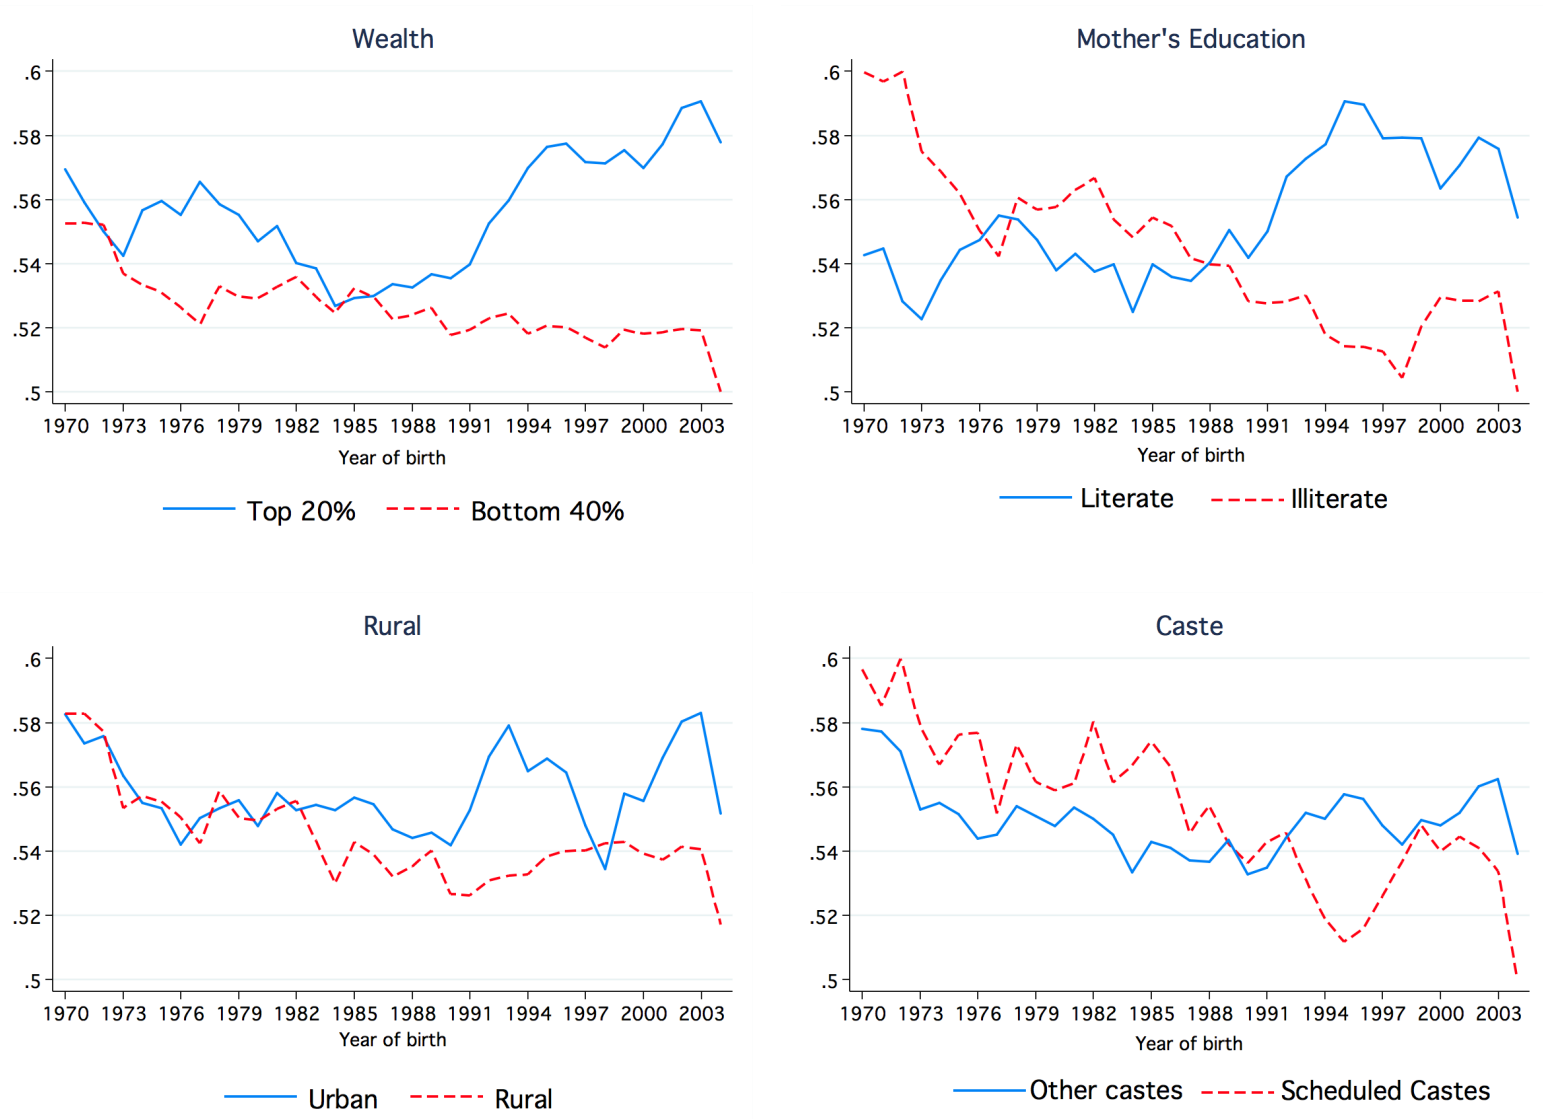 Wealth
.6
.58
.56
.54
.52
.5
1970 1973 1976 1979 1982 1985 1988 1991 1994 1997 2000 2003
Year of birth
Top 20% Bottom 40%
Mother's Education
.6
.58
.56
.54
.52
.5
1970 1973 1976 1979 1982 1985 1988 1991 1994 1997 2000 2003
Year of birth
Literate Illiterate
Rural
.6
.58
.56
.54
.52
.5
1970 1973 1976 1979 1982 1985 1988 1991 1994 1997 2000 2003
Year of birth
Urban Rural
Caste
.6
.58
.56
.54
.52
.5
1970 1973 1976 1979 1982 1985 1988 1991 1994 1997 2000 2003
Year of birth
Other castes Scheduled Castes